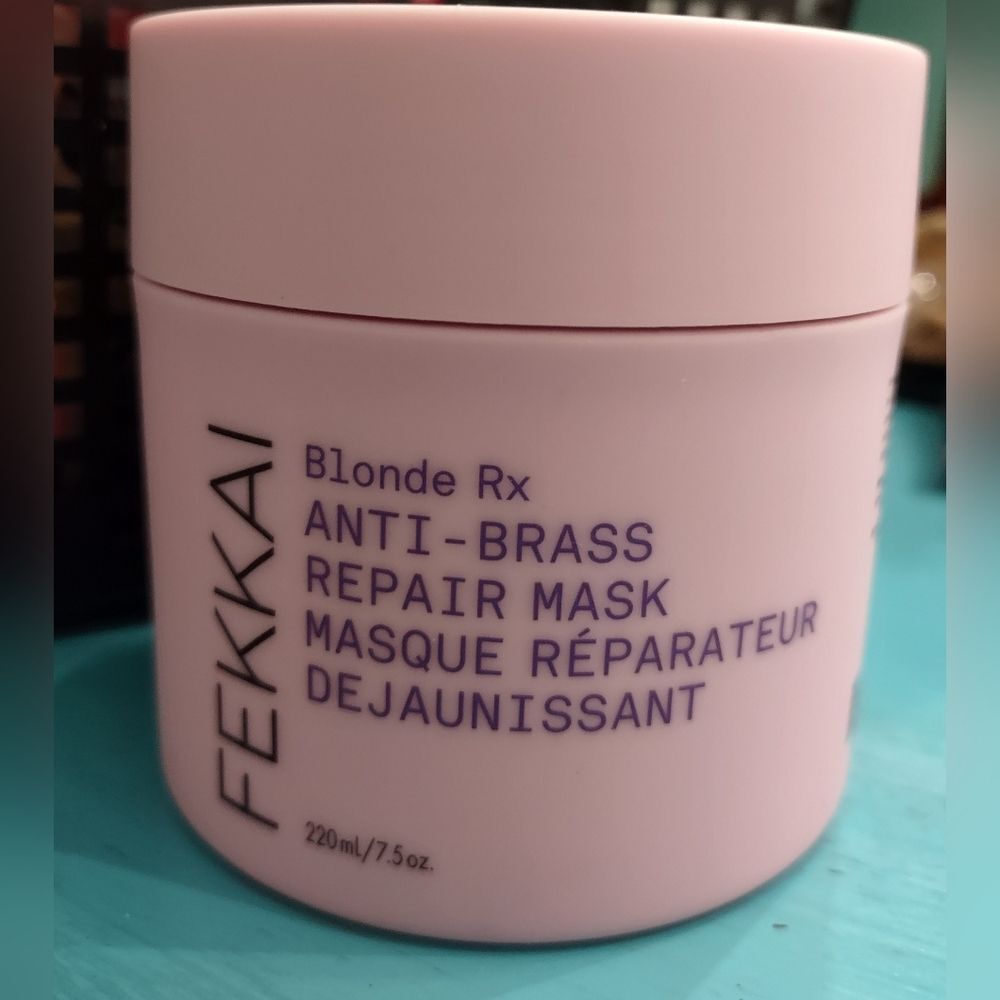 FEKKAI
Blonde Rx
ANTI-BRASS
REPAIR MASK
MASQUE RÉPARATEUR
DEJAUNISSANT
220ml/7.5oz.